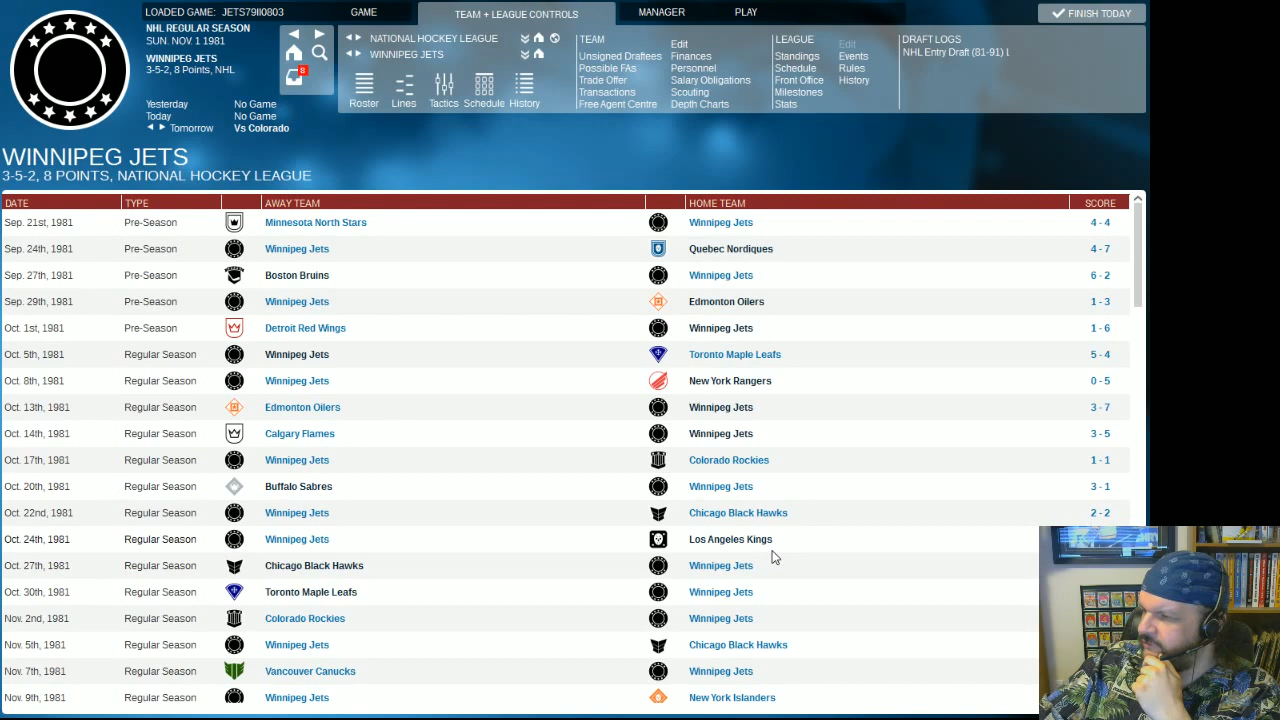 LOADED GAME: JETS79II0803
GAME
TEAM + LEAGUE CONTROLS
MANAGER
PLAY
FINISH TODAY
NHL REGULAR SEASON
SUN. NOV. 1 1981
WINNIPEG JETS
3-5-2, 8 POINTS, NHL
8
Yesterday No Game
Today No Game
Tomorrow Vs Colorado
NATIONAL HOCKEY LEAGUE
WINNIPEG JETS
Roster Lines Tactics Schedule History
TEAM
Unsigned Draftees
Possible FAs
Trade Offer
Transactions
Free Agent Centre
Edit
Finances
Personnel
Salary Obligations
Scouting
Depth Charts
LEAGUE
Standings
Schedule
Front Office
Milestones
Stats
Edit
Events
Rules
History
DRAFT LOGS
NHL Entry Draft (81-91) L
WINNIPEG JETS
3-5-2, 8 POINTS, NATIONAL HOCKEY LEAGUE
DATE TYPE AWAY TEAM HOME TEAM SCORE
Sep. 21st, 1981 Pre-Season Minnesota North Stars Winnipeg Jets 4 - 4
Sep. 24th, 1981 Pre-Season Winnipeg Jets Quebec Nordiques 4 - 7
Sep. 27th, 1981 Pre-Season Boston Bruins Winnipeg Jets 6 - 2
Sep. 29th, 1981 Pre-Season Winnipeg Jets Edmonton Oilers 1 - 3
Oct. 1st, 1981 Pre-Season Detroit Red Wings Winnipeg Jets 1 - 6
Oct. 5th, 1981 Regular Season Winnipeg Jets Toronto Maple Leafs 5 - 4
Oct. 8th, 1981 Regular Season Winnipeg Jets New York Rangers 0 - 5
Oct. 13th, 1981 Regular Season Edmonton Oilers Winnipeg Jets 3 - 7
Oct. 14th, 1981 Regular Season Calgary Flames Winnipeg Jets 3 - 5
Oct. 17th, 1981 Regular Season Winnipeg Jets Colorado Rockies 1 - 1
Oct. 20th, 1981 Regular Season Buffalo Sabres Winnipeg Jets 3 - 1
Oct. 22nd, 1981 Regular Season Winnipeg Jets Chicago Black Hawks 2 - 2
Oct. 24th, 1981 Regular Season Winnipeg Jets Los Angeles Kings
Oct. 27th, 1981 Regular Season Chicago Black Hawks Winnipeg Jets
Oct. 30th, 1981 Regular Season Toronto Maple Leafs Winnipeg Jets
Nov. 2nd, 1981 Regular Season Colorado Rockies Winnipeg Jets
Nov. 5th, 1981 Regular Season Winnipeg Jets Chicago Black Hawks
Nov. 7th, 1981 Regular Season Vancouver Canucks Winnipeg Jets
Nov. 9th, 1981 Regular Season Winnipeg Jets New York Islanders